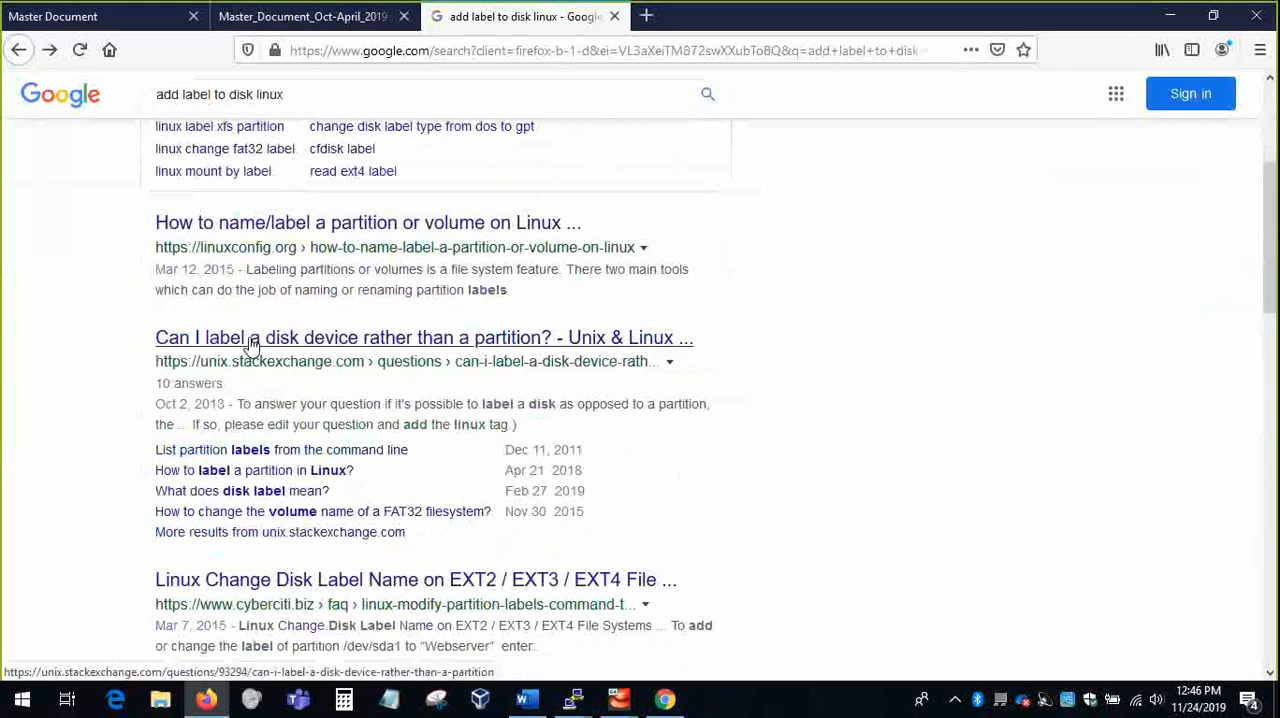 Master Document
Master_Document_Oct-April_2019
add label to disk linux - Google
https://www.google.com/search?client=firefox-b-1-d&ei=VL3aXeiTM872swXXubToBQ&q=add+label+to+disk
Google
add label to disk linux
Sign in
linux label xfs partition
change disk label type from dos to gpt
linux change fat32 label
cfdisk label
linux mount by label
read ext4 label
How to name/label a partition or volume on Linux ...
https://linuxconfig.org › how-to-name-label-a-partition-or-volume-on-linux
Mar 12, 2015 - Labeling partitions or volumes is a file system feature. There two main tools
which can do the job of naming or renaming partition labels.
Can I label a disk device rather than a partition? - Unix & Linux ...
https://unix.stackexchange.com › questions › can-i-label-a-disk-device-rath...
10 answers
Oct 2, 2013 - To answer your question if it's possible to label a disk as opposed to a partition,
the ... If so, please edit your question and add the linux tag.)
List partition labels from the command line
Dec 11, 2011
How to label a partition in Linux?
Apr 21 2018
What does disk label mean?
Feb 27 2019
How to change the volume name of a FAT32 filesystem?
Nov 30 2015
More results from unix.stackexchange.com
Linux Change Disk Label Name on EXT2 / EXT3 / EXT4 File ...
https://www.cyberciti.biz › faq › linux-modify-partition-labels-command-t...
Mar 7, 2015 - Linux Change Disk Label Name on EXT2 / EXT3 / EXT4 File Systems ... To add
or change the label of partition /dev/sda1 to "Webserver" enter:
https://unix.stackexchange.com/questions/93294/can-i-label-a-disk-device-rather-than-a-partition
12:46 PM
11/24/2019
4